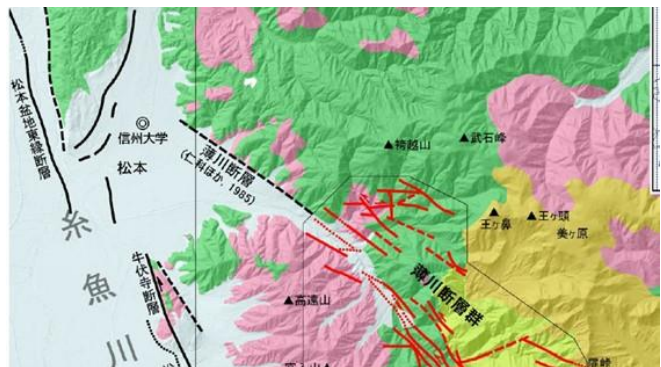 松本盆地東縁断層
信州大学
松本
薄川断層
(仁科ほか, 1985)
袴越山
武石峰
王ヶ鼻
王ヶ頭
美ヶ原
糸魚川
牛伏寺断層
高遠山
薄川断層群